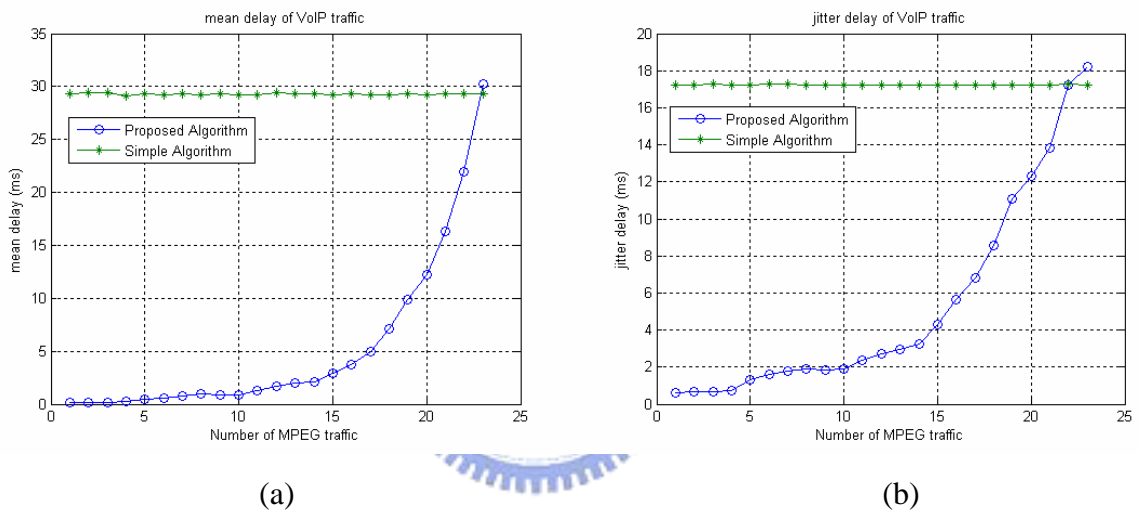 mean delay of VoIP traffic
35
30
25
20
15
10
5
0
mean delay (ms)
Proposed Algorithm
Simple Algorithm
0 5 10 15 20 25
Number of MPEG traffic
(a)
jitter delay of VoIP traffic
20
18
16
14
12
10
8
6
4
2
0
jitter delay (ms)
Proposed Algorithm
Simple Algorithm
0 5 10 15 20 25
Number of MPEG traffic
(b)